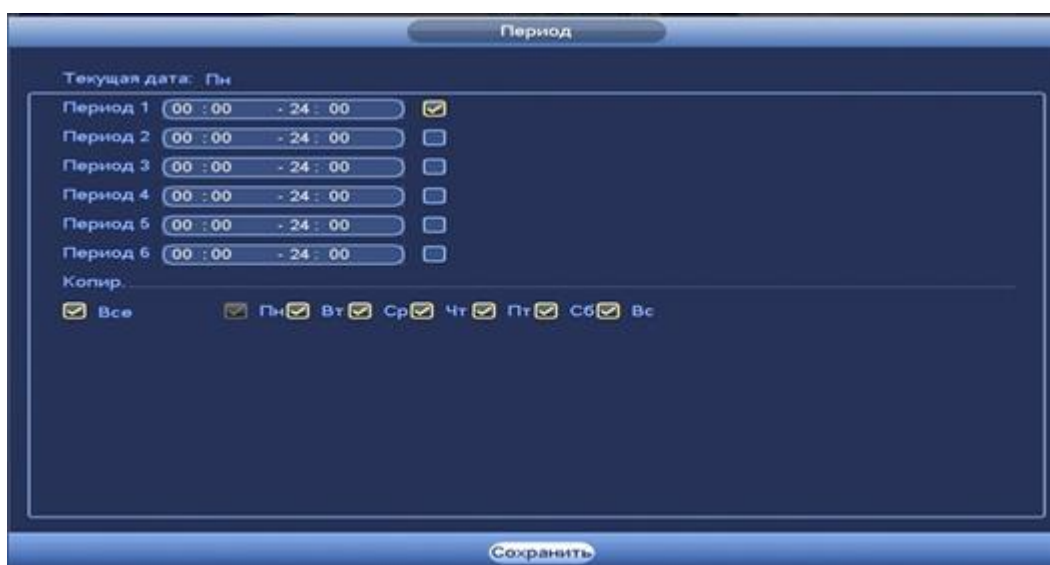 Период
Текущая дата: Пн
Период 1 00 : 00 - 24 : 00
Период 2 00 : 00 - 24 : 00
Период 3 00 : 00 - 24 : 00
Период 4 00 : 00 - 24 : 00
Период 5 00 : 00 - 24 : 00
Период 6 00 : 00 - 24 : 00
Копир.
Все Пн Вт Ср Чт Пт Сб Вс
Сохранить